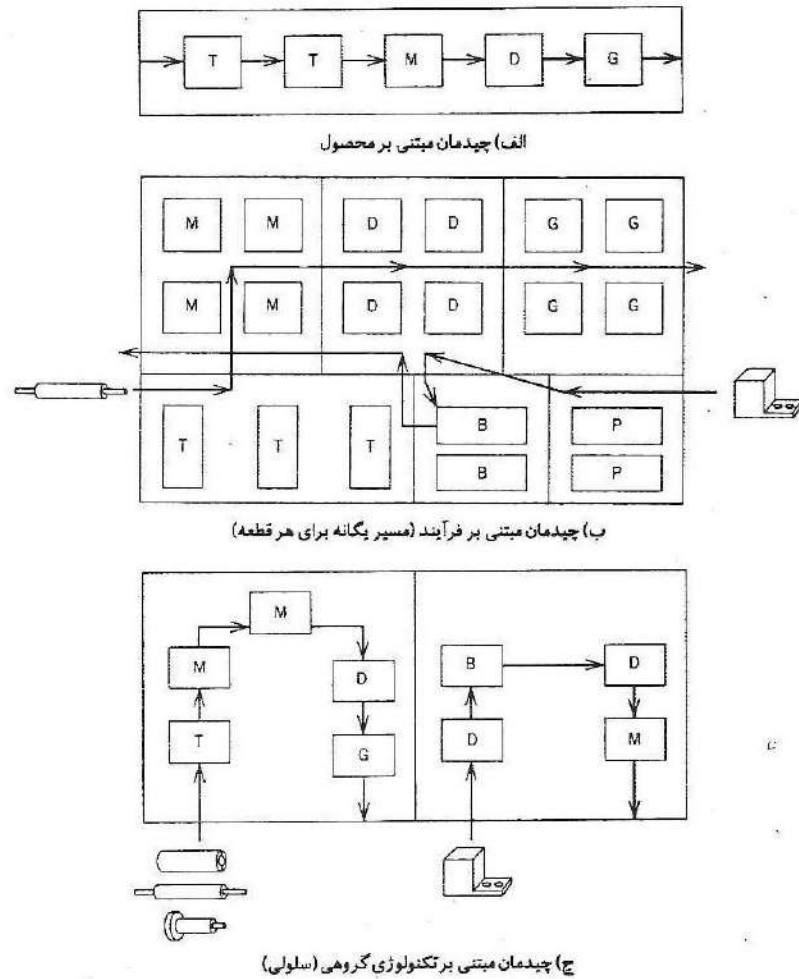 T T M D G
الف) چیدمان مبتنی بر محصول
M M D D G G
M M D D G G
T T T B P
B P
ب) چیدمان مبتنی بر فرآیند (مسیر یگانه برای هر قطعه)
M
M D B D
T G D M
ج) چیدمان مبتنی بر تکنولوژی گروهی (سلولی)